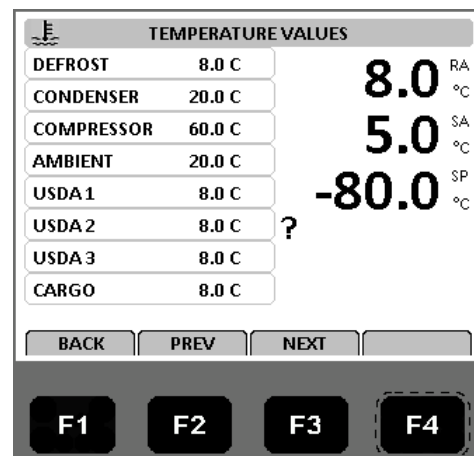 TEMPERATURE VALUES
DEFROST 8.0 C
CONDENSER 20.0 C
COMPRESSOR 60.0 C
AMBIENT 20.0 C
USDA 1 8.0 C
USDA 2 8.0 C
?
USDA 3 8.0 C
CARGO 8.0 C
8.0 RA °C
5.0 SA °C
-80.0 SP °C
BACK PREV NEXT
F1 F2 F3 F4